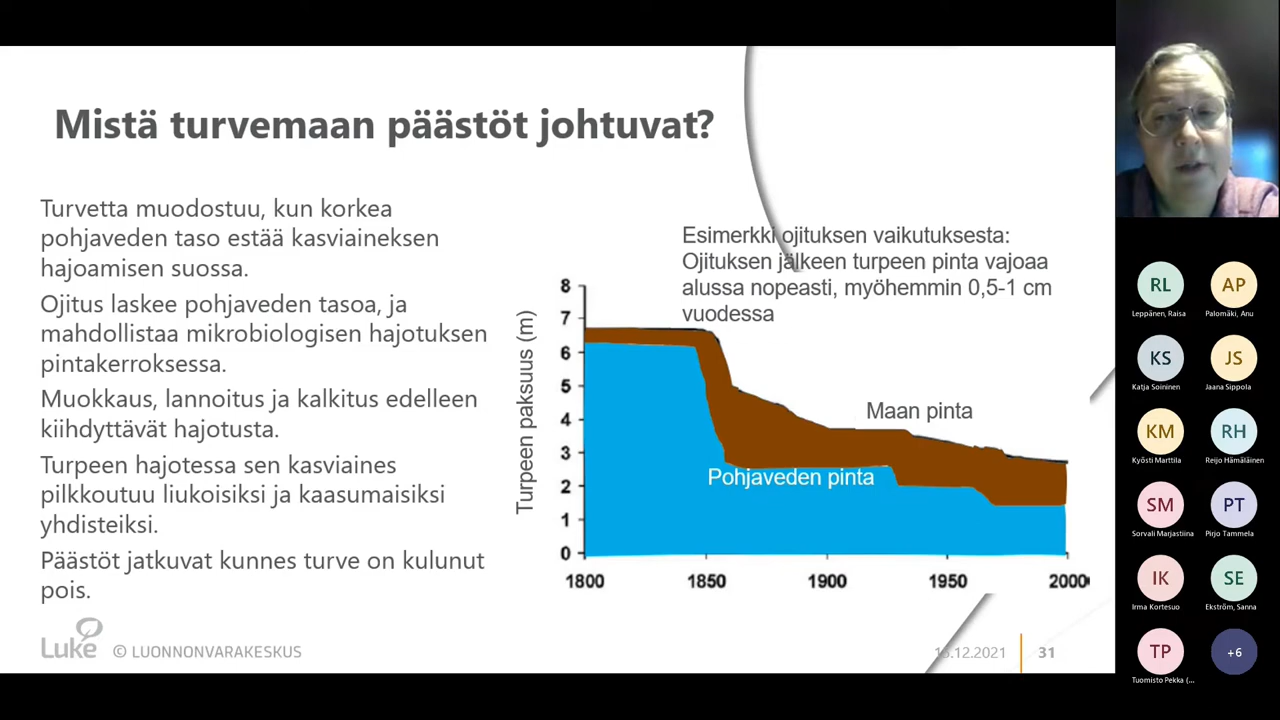 Mistä turvemaan päästöt johtuvat?
Turvetta muodostuu, kun korkea
pohjaveden taso estää kasviaineksen
hajoamisen suossa.
Ojitus laskee pohjaveden tasoa, ja
mahdollistaa mikrobiologisen hajotuksen
pintakerroksessa.
Muokkaus, lannoitus ja kalkitus edelleen
kiihdyttävät hajotusta.
Turpeen hajotessa sen kasviaines
pilkkoutuu liukoisiksi ja kaasumaisiksi
yhdisteiksi.
Päästöt jatkuvat kunnes turve on kulunut
pois.
Esimerkki ojituksen vaikutuksesta:
Ojituksen jälkeen turpeen pinta vajoaa
alussa nopeasti, myöhemmin 0,5-1 cm
vuodessa
Turpeen paksuus (m)
8
7
6
5
4
3
2
1
0
Maan pinta
Pohjaveden pinta
1800 1850 1900 1950 2000
Luke © LUONNONVARAKESKUS
.12.2021 31
RL AP
Leppänen, Raisa Palomäki, Anu
KS JS
Katja Soininen Jaana Sippola
KM RH
Kyösti Marttila Reijo Hämäläinen
SM PT
Sorvali Marjastiina Pirjo Tammela
IK SE
Irma Kortesuo Ekström, Sanna
TP +6
Tuomisto Pekka (...